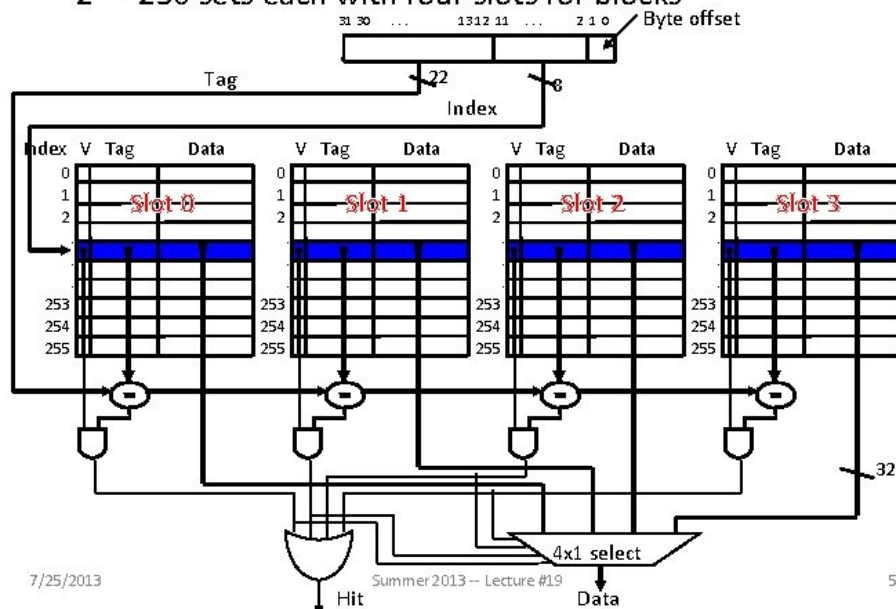 256 sets each with four slots for blocks
31 30 ... 13 12 11 ... 2 1 0 Byte offset
Tag 22 8
Index
Index V Tag Data V Tag Data V Tag Data V Tag Data
0 0 0 0
1 1 1 1
Slot 0 Slot 1 Slot 2 Slot 3
2 2 2 2
253 253 253 253
254 254 254 254
255 255 255 255
= = = =
32
4x1 select
7/25/2013 Summer 2013 -- Lecture #19 5
Hit Data